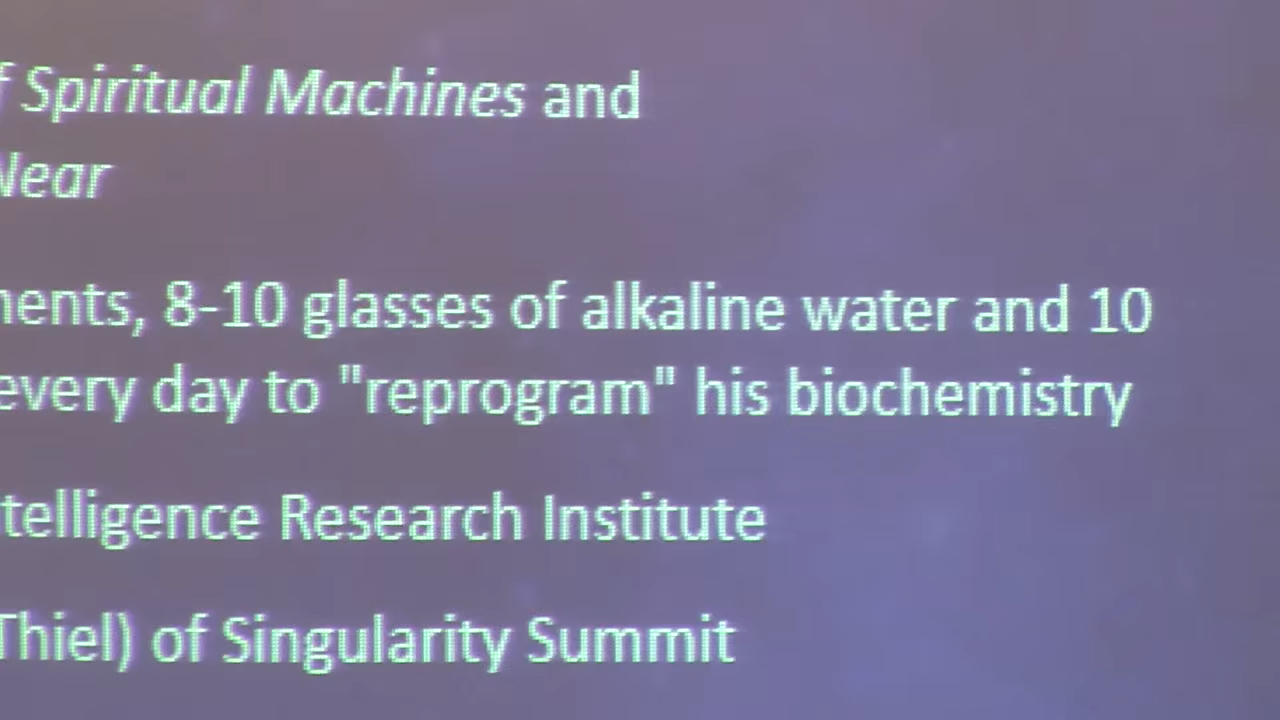 f Spiritual Machines and
Near
ments, 8-10 glasses of alkaline water and 10
every day to "reprogram" his biochemistry
telligence Research Institute
Thiel) of Singularity Summit